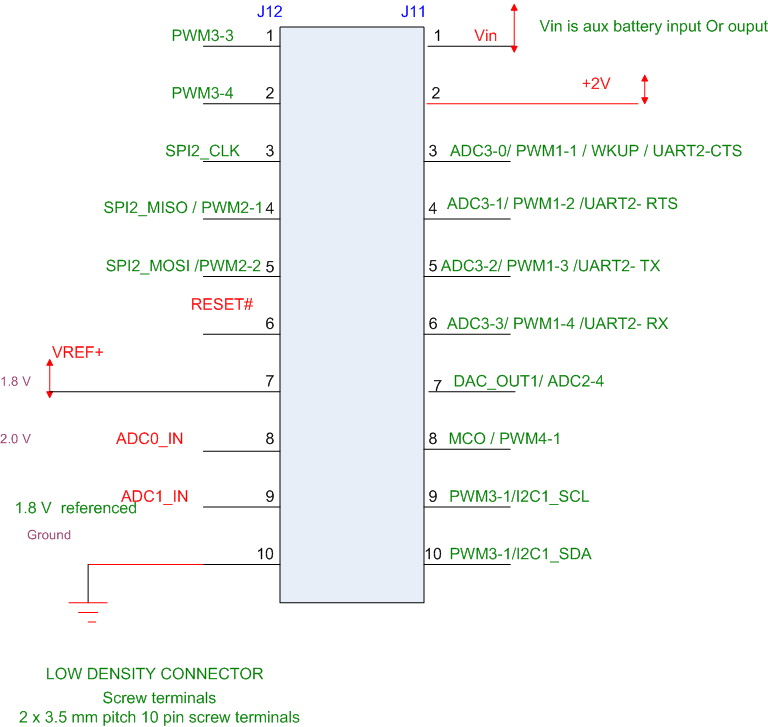 J12 J11
PWM3-3 1 1 Vin Vin is aux battery input Or ouput
PWM3-4 2 2 +2V
SPI2_CLK 3 3 ADC3-0/ PWM1-1 / WKUP / UART2-CTS
SPI2_MISO / PWM2-1 4 4 ADC3-1/ PWM1-2 /UART2- RTS
SPI2_MOSI /PWM2-2 5 5 ADC3-2/ PWM1-3 /UART2- TX
RESET#
6 6 ADC3-3/ PWM1-4 /UART2- RX
VREF+
1.8 V 7 7 DAC_OUT1/ ADC2-4
2.0 V ADC0_IN 8 8 MCO / PWM4-1
ADC1_IN 9 9 PWM3-1/I2C1_SCL
1.8 V referenced
Ground
10 10 PWM3-1/I2C1_SDA
LOW DENSITY CONNECTOR
Screw terminals
2 x 3.5 mm pitch 10 pin screw terminals